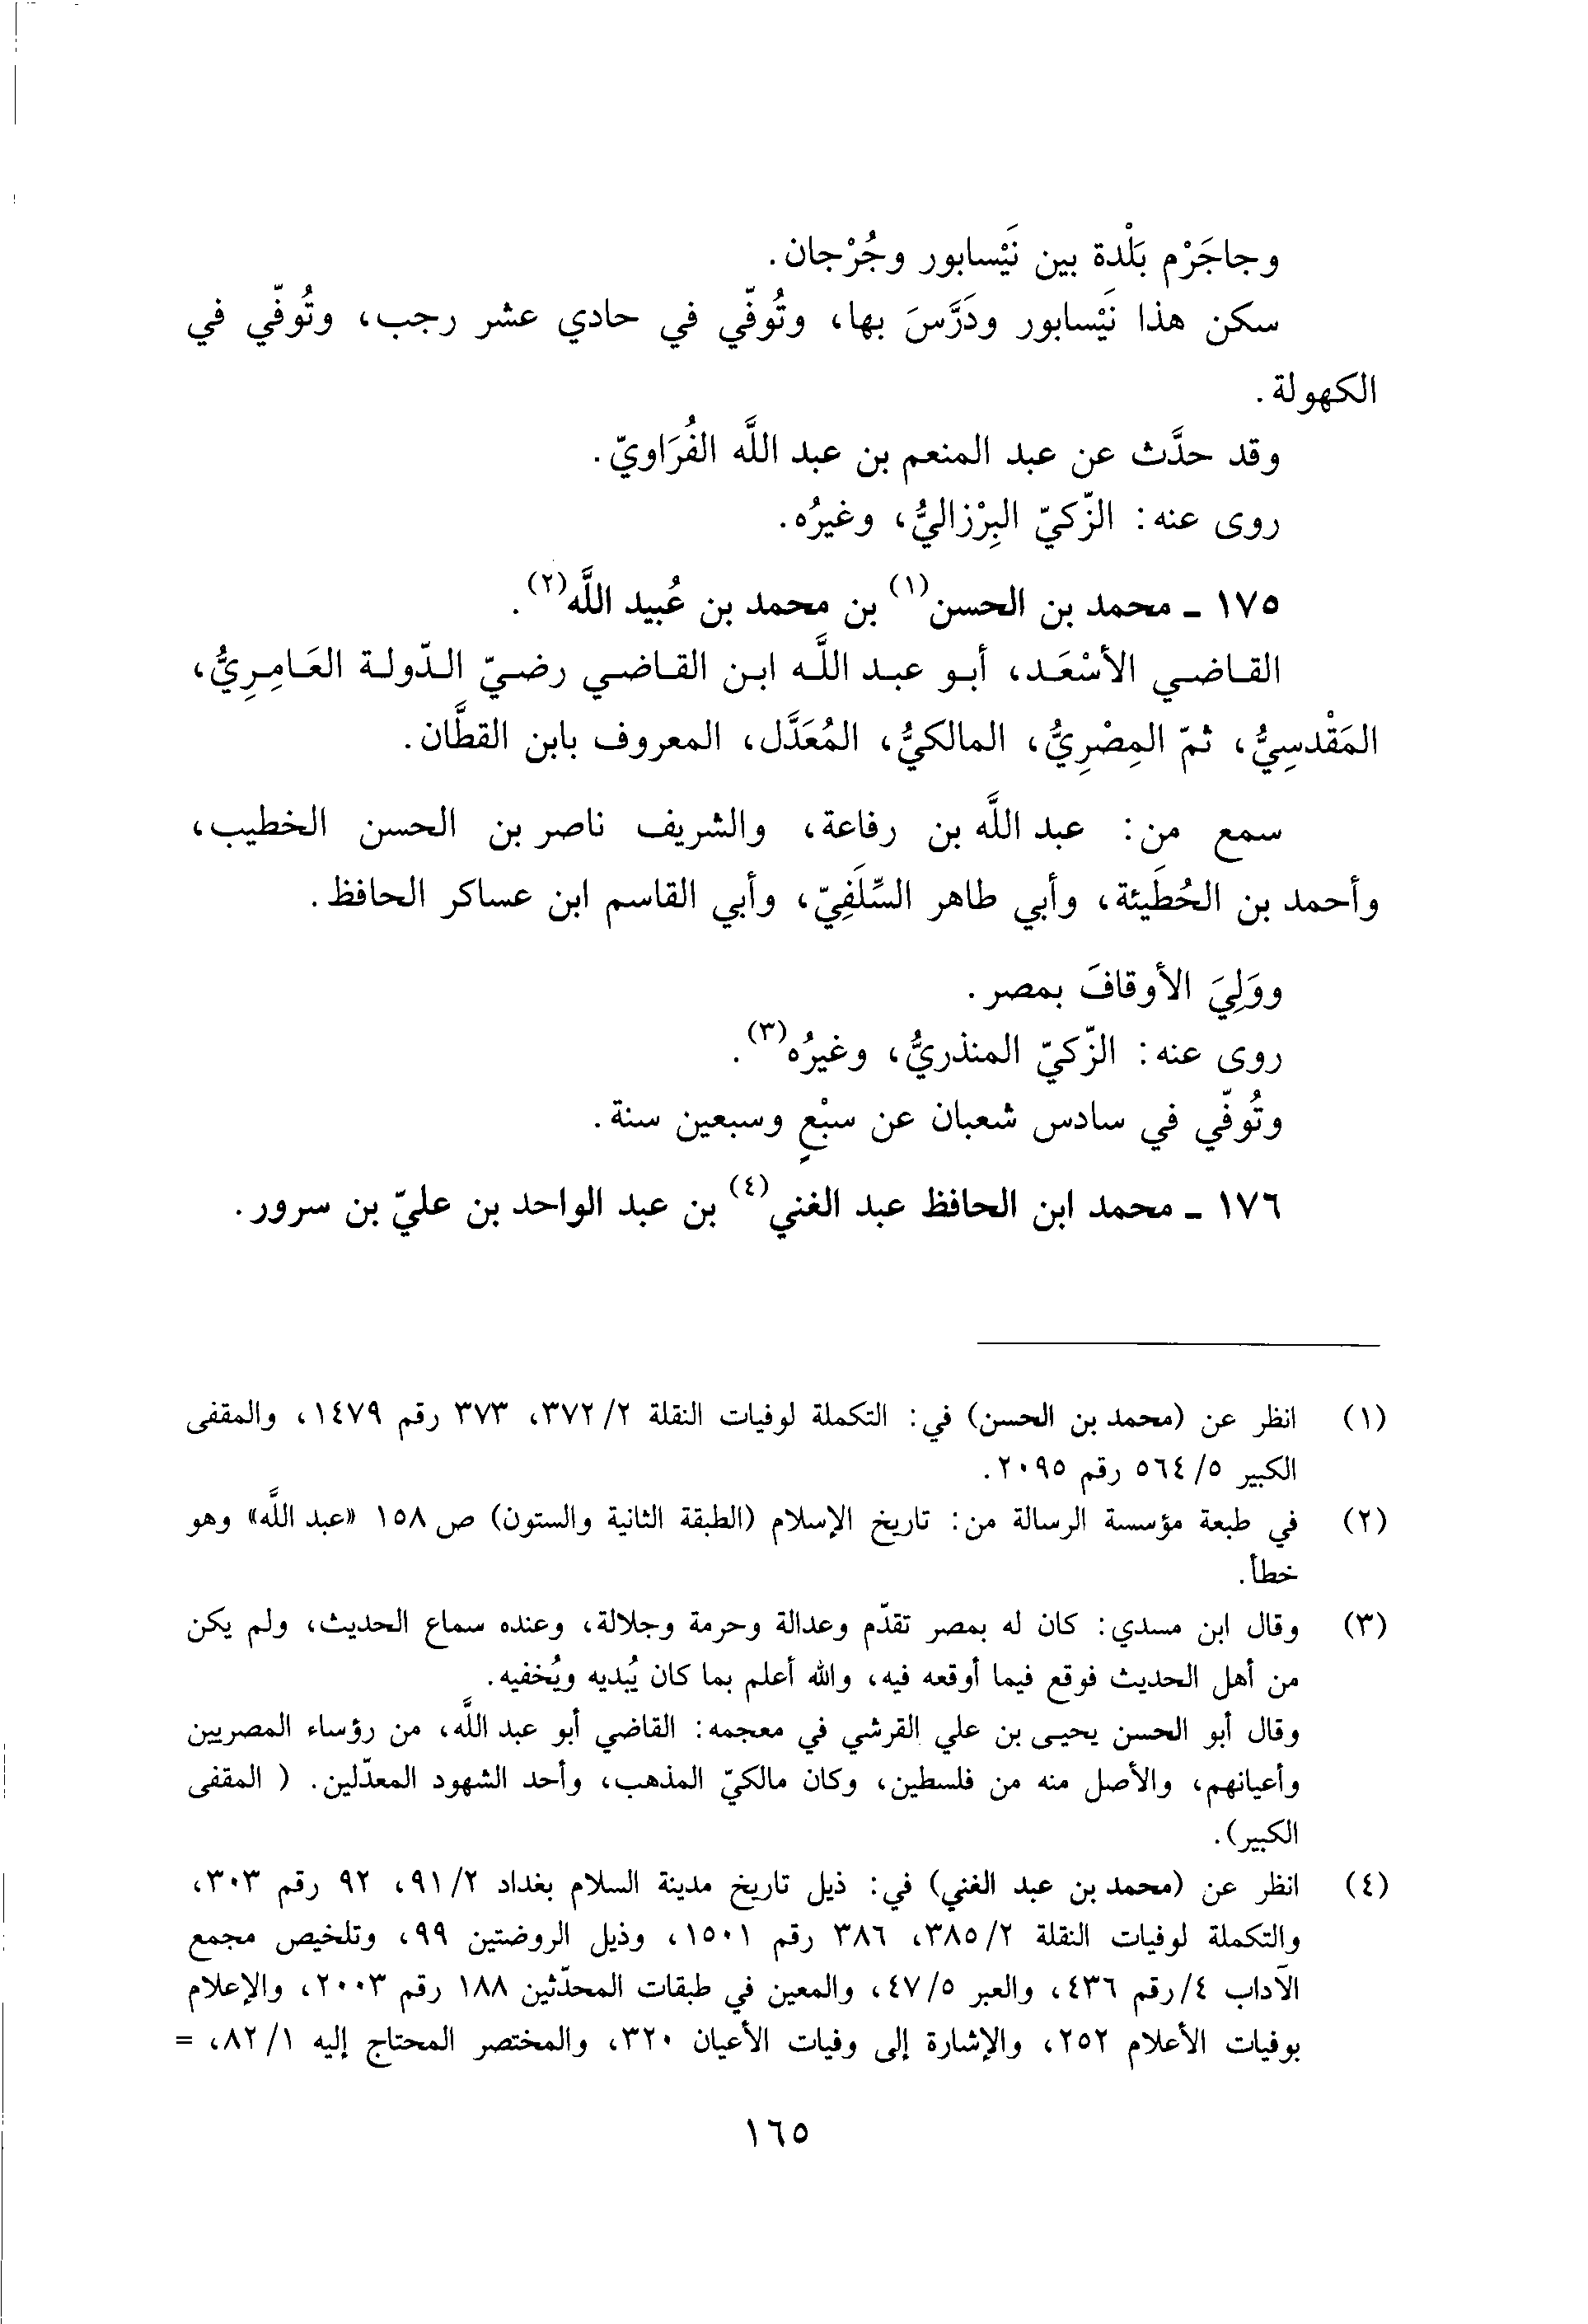 وجاجَرْم بَلْدة بين نَيْسابور وجُرْجان.
سكن هذا نَيْسابور ودَرَّسَ بها، وتُوفّي في حادي عشر رجب، وتُوفّي في
الكهولة.
وقد حدَّث عن عبد المنعم بن عبد اللَّه الفُرَاويّ.
روى عنه: الزّكيّ البِرْزاليُّ، وغيرُه.
١٧٥ ـ محمد بن الحسن(١) بن محمد بن عُبيد اللَّه(٢).
القاضي الأسْعَد، أبو عبد اللَّه ابن القاضي رضيّ الدّولة العَامِرِيُّ،
المَقْدسِيُّ، ثمّ المِصْرِيُّ، المالكيُّ، المُعَدَّل، المعروف بابن القطَّان.
سمع من: عبد اللَّه بن رفاعة، والشريف ناصر بن الحسن الخطيب،
وأحمد بن الحُطَيئة، وأبي طاهر السِّلَفِيّ، وأبي القاسم ابن عساكر الحافظ.
ووَلِيَ الأوقافَ بمصر.
روى عنه: الزّكيّ المنذريُّ، وغيرُه(٣).
وتُوفّي في سادس شعبان عن سبْعٍ وسبعين سنة.
١٧٦ ـ محمد ابن الحافظ عبد الغني(٤) بن عبد الواحد بن عليّ بن سرور.
(١) انظر عن (محمد بن الحسن) في: التكملة لوفيات النقلة ٢/ ٣٧٢، ٣٧٣ رقم ١٤٧٩، والمقفى
الكبير ٥/ ٥٦٤ رقم ٢٠٩٥.
(٢) في طبعة مؤسسة الرسالة من: تاريخ الإسلام (الطبقة الثانية والستون) ص ١٥٨ «عبد اللَّه» وهو
خطأ.
(٣) وقال ابن مسدي: كان له بمصر تقدّم وعدالة وحرمة وجلالة، وعنده سماع الحديث، ولم يكن
من أهل الحديث فوقع فيما أوقعه فيه، والله أعلم بما كان يُبديه ويُخفيه.
وقال أبو الحسن يحيى بن علي القرشي في معجمه: القاضي أبو عبد اللَّه، من رؤساء المصريين
وأعيانهم، والأصل منه من فلسطين، وكان مالكيّ المذهب، وأحد الشهود المعدّلين. ( المقفى
الكبير).
(٤) انظر عن (محمد بن عبد الغني) في: ذيل تاريخ مدينة السلام بغداد ٢/ ٩١، ٩٢ رقم ٣٠٣،
والتكملة لوفيات النقلة ٢/ ٣٨٥، ٣٨٦ رقم ١٥٠١، وذيل الروضتين ٩٩، وتلخيص مجمع
الآداب ٤/رقم ٤٣٦، والعبر ٥/ ٤٧، والمعين في طبقات المحدّثين ١٨٨ رقم ٢٠٠٣، والإعلام
بوفيات الأعلام ٢٥٢، والإشارة إلى وفيات الأعيان ٣٢٠، والمختصر المحتاج إليه ١/ ٨٢، =
١٦٥